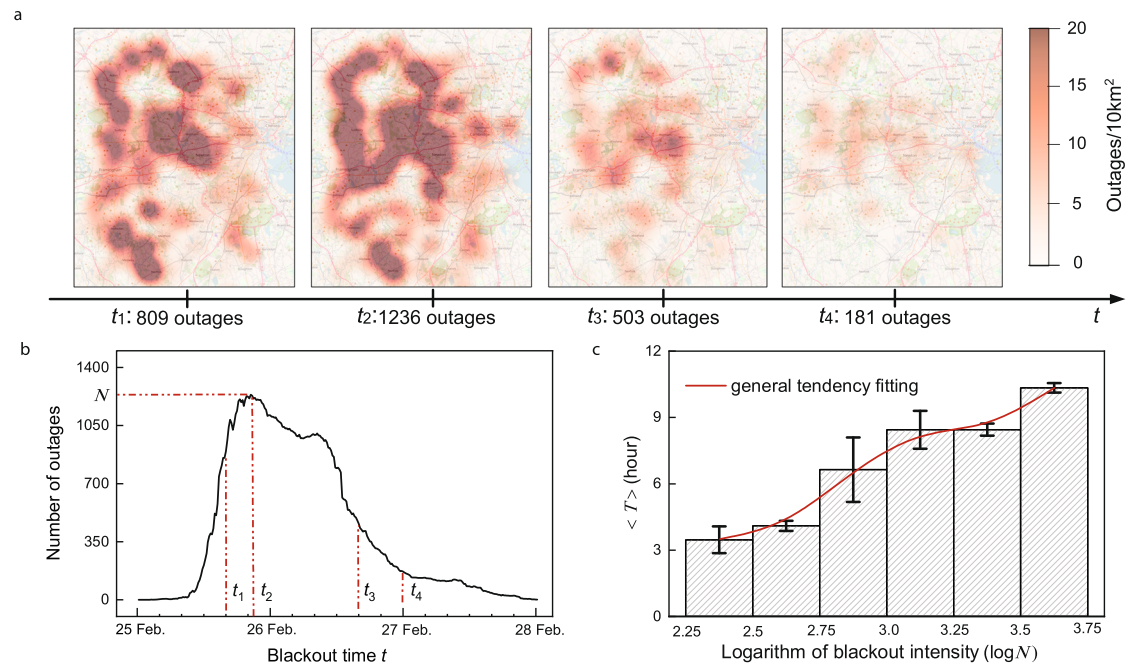 a
20
15
10
5
0
Outages/10km²
t₁: 809 outages
t₂:1236 outages
t₃: 503 outages
t₄: 181 outages
t
b
1400
N
1050
700
350
0
Number of outages
t₁
t₂
t₃
t₄
25 Feb.
26 Feb.
27 Feb.
28 Feb.
Blackout time t
c
12
9
6
3
0
< T > (hour)
general tendency fitting
2.25
2.5
2.75
3.0
3.25
3.5
3.75
Logarithm of blackout intensity (logN)